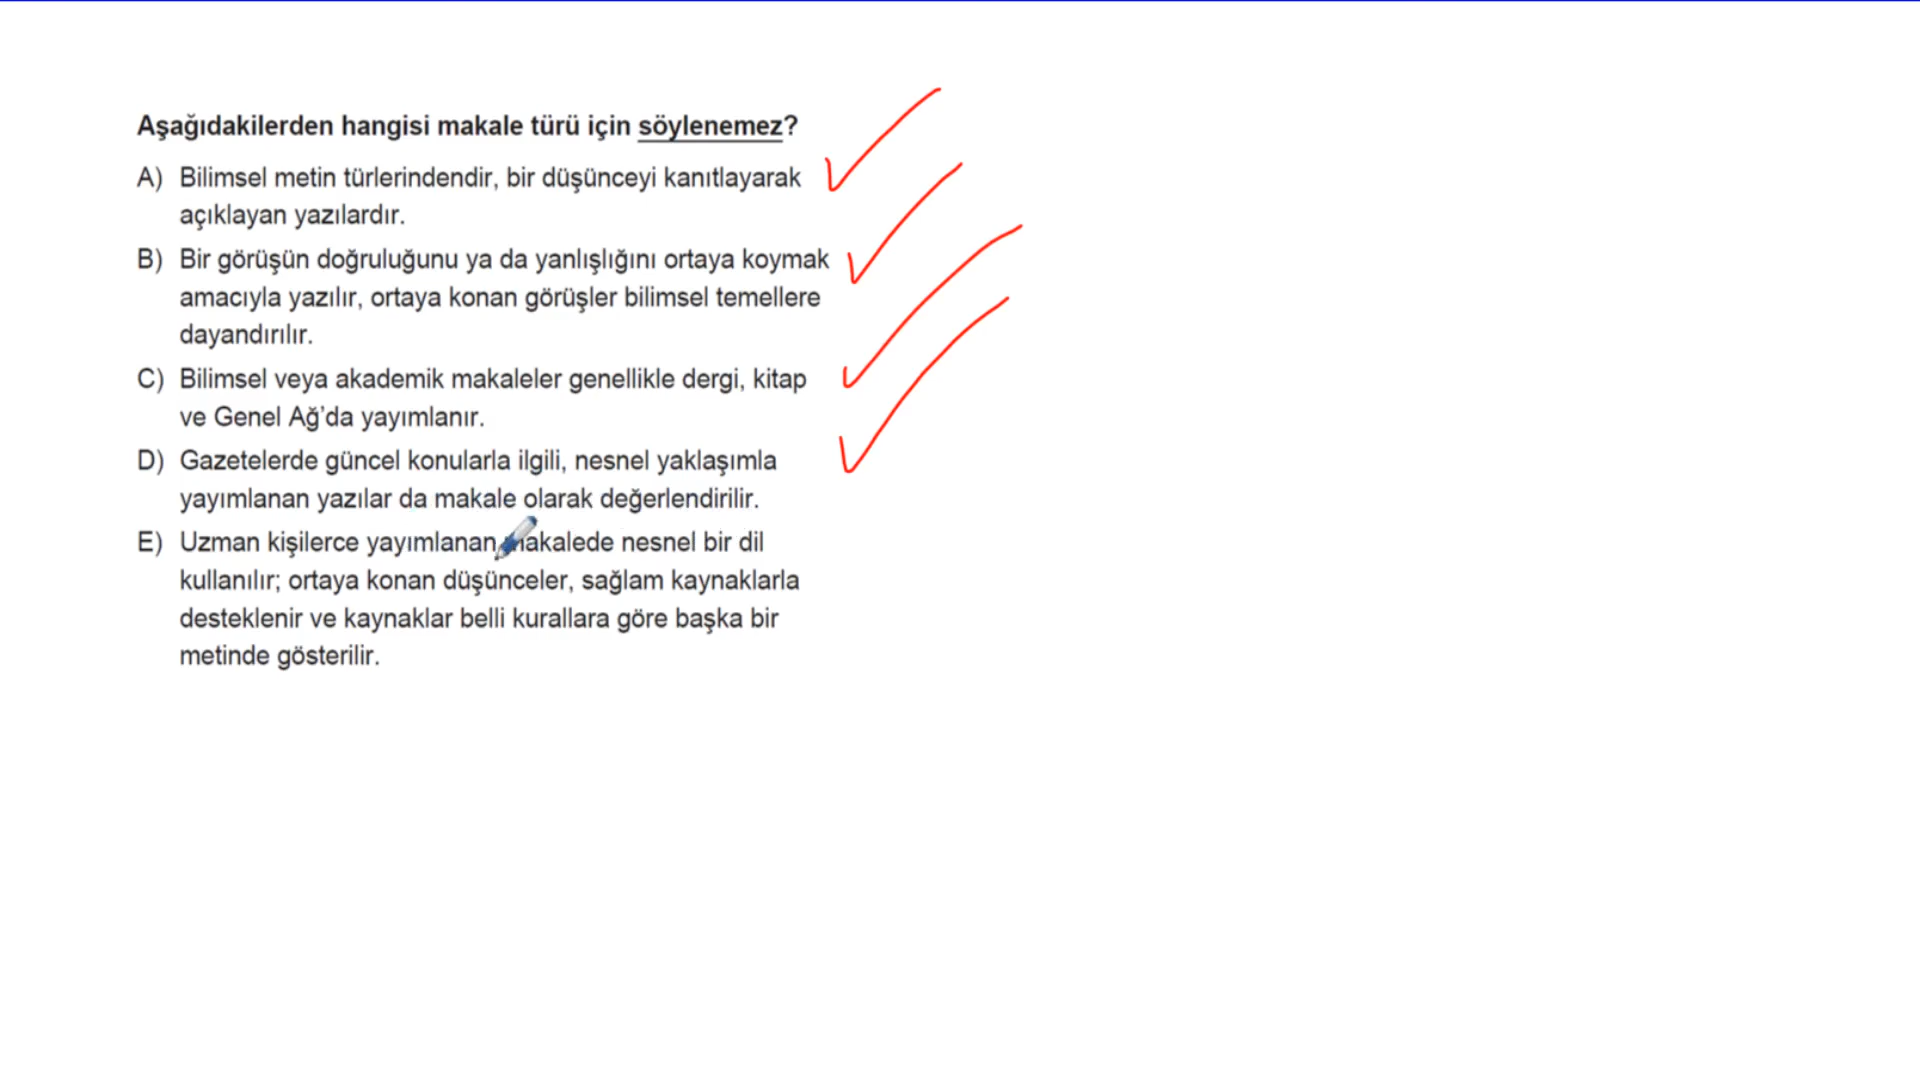 Aşağıdakilerden hangisi makale türü için söylenemez?
A) Bilimsel metin türlerindendir, bir düşünceyi kanıtlayarak
açıklayan yazılardır.
B) Bir görüşün doğruluğunu ya da yanlışlığını ortaya koymak
amacıyla yazılır, ortaya konan görüşler bilimsel temellere
dayandırılır.
C) Bilimsel veya akademik makaleler genellikle dergi, kitap
ve Genel Ağ’da yayımlanır.
D) Gazetelerde güncel konularla ilgili, nesnel yaklaşımla
yayımlanan yazılar da makale olarak değerlendirilir.
E) Uzman kişilerce yayımlanan makalede nesnel bir dil
kullanılır; ortaya konan düşünceler, sağlam kaynaklarla
desteklenir ve kaynaklar belli kurallara göre başka bir
metinde gösterilir.